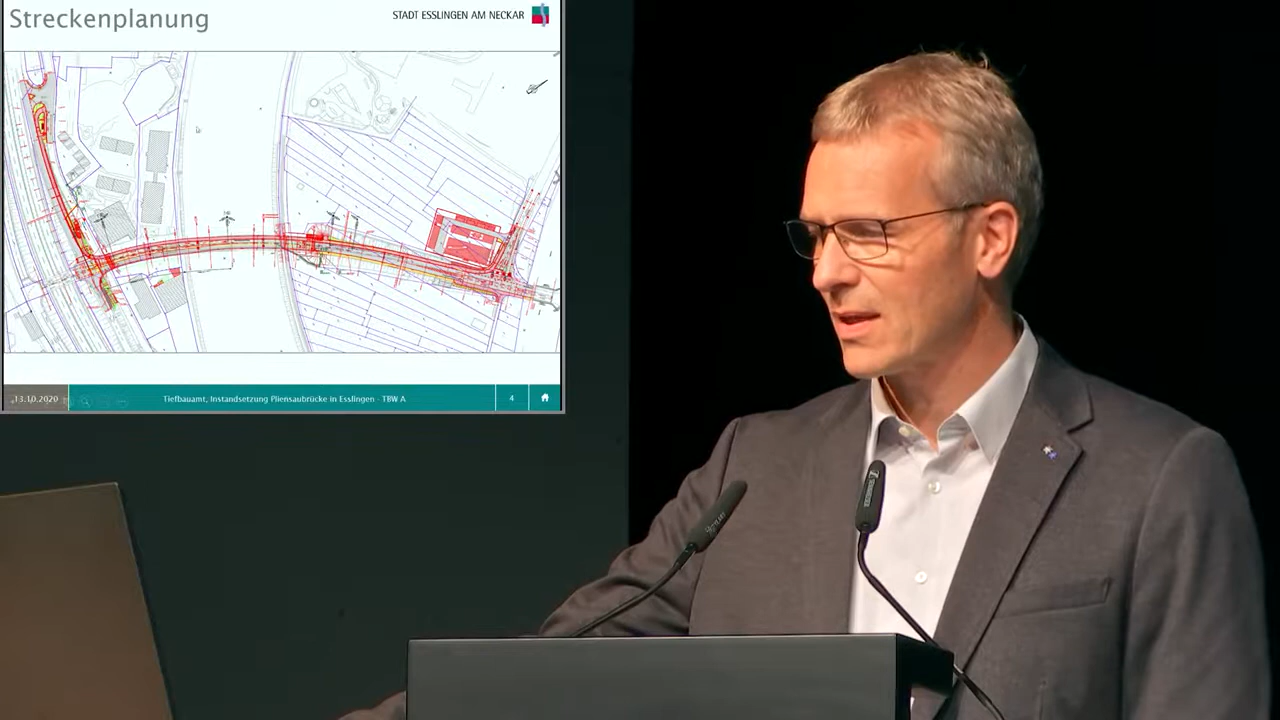 Streckenplanung
STADT ESSLINGEN AM NECKAR
13.10.2020
Tiefbauamt, Instandsetzung Pliensaubrücke in Esslingen - TBW A
4